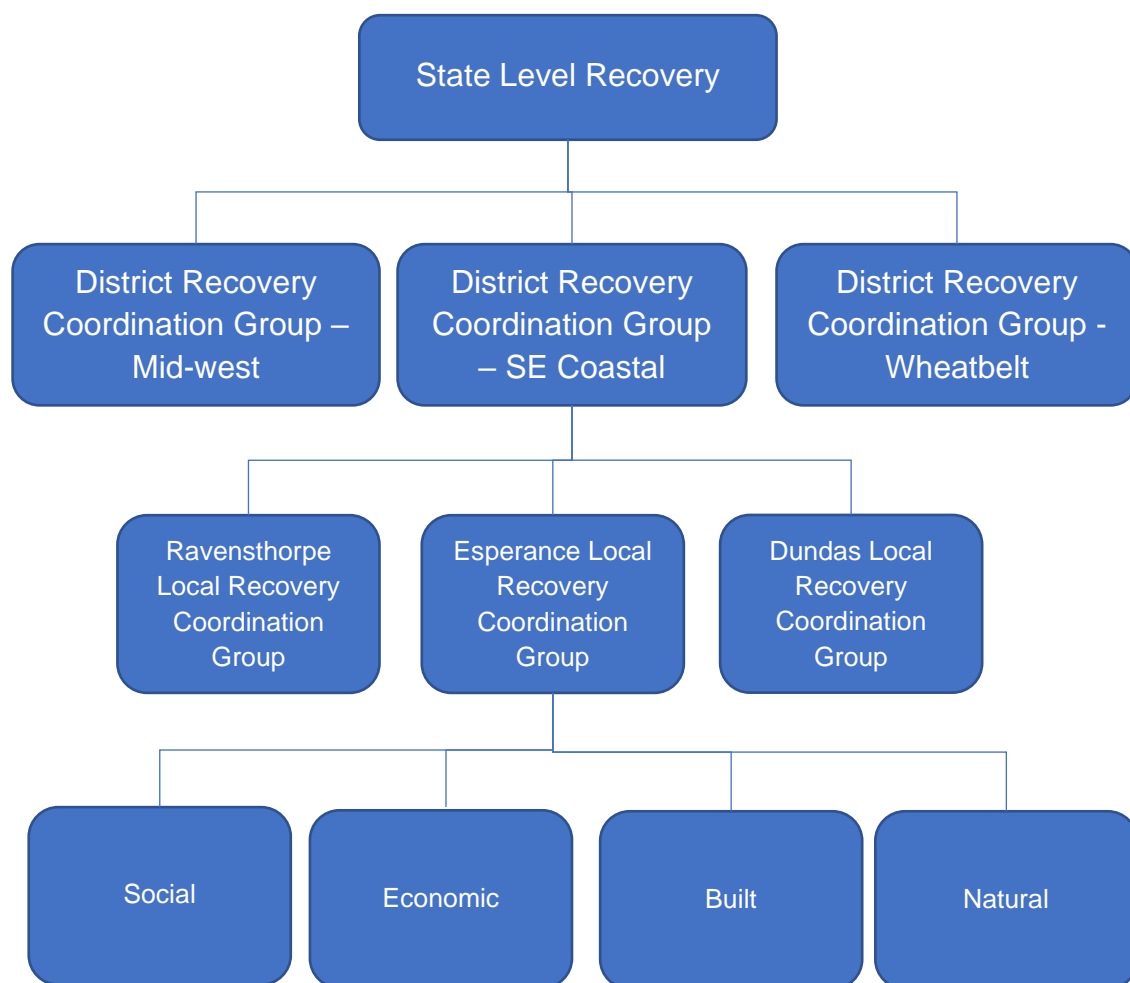 State Level Recovery
District Recovery
Coordination Group –
Mid-west
District Recovery
Coordination Group
– SE Coastal
District Recovery
Coordination Group -
Wheatbelt
Ravensthorpe
Local Recovery
Coordination
Group
Esperance Local
Recovery
Coordination
Group
Dundas Local
Recovery
Coordination
Group
Social
Economic
Built
Natural